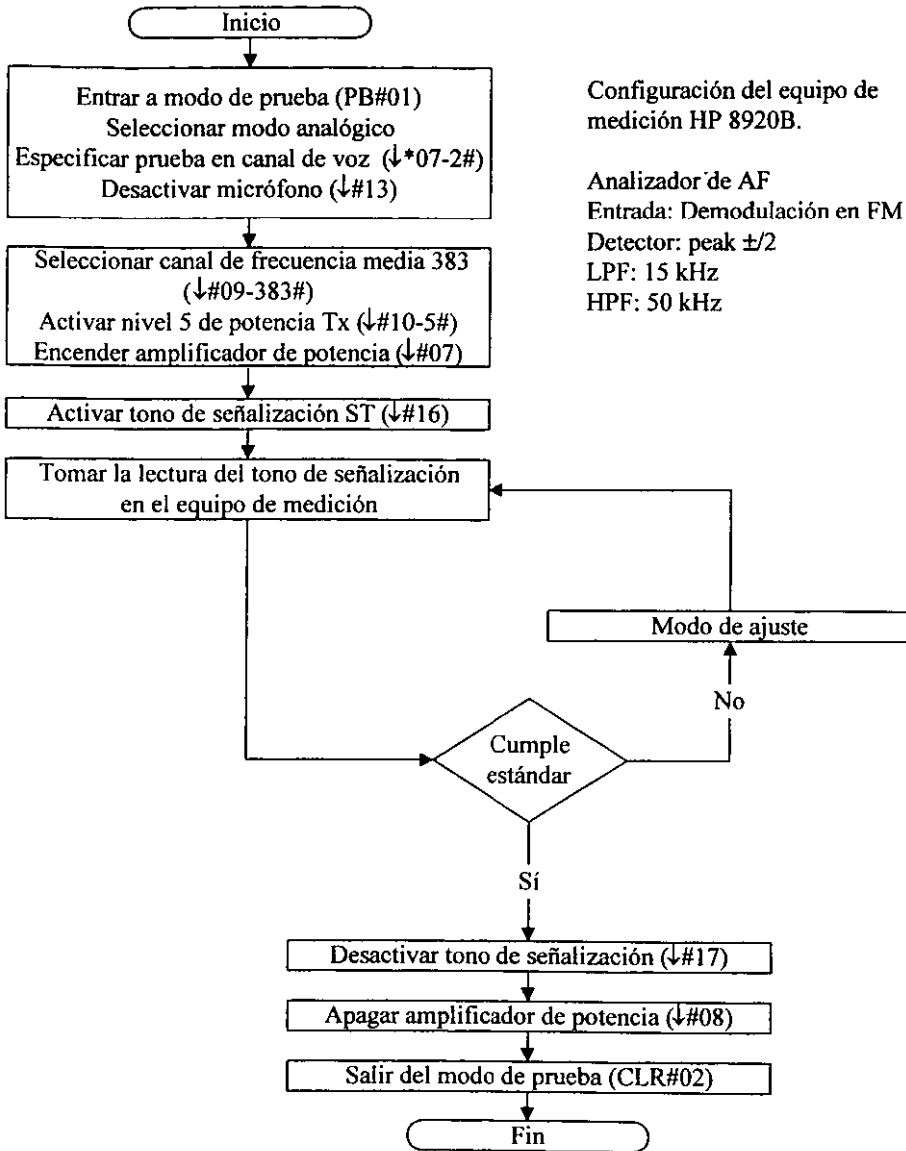 Inicio
Entrar a modo de prueba (PB#01)
Seleccionar modo analógico
Especificar prueba en canal de voz (↓*07-2#)
Desactivar micrófono (↓#13)
Configuración del equipo de
medición HP 8920B.
Analizador de AF
Entrada: Demodulación en FM
Detector: peak ±/2
LPF: 15 kHz
HPF: 50 kHz
Seleccionar canal de frecuencia media 383
(↓#09-383#)
Activar nivel 5 de potencia Tx (↓#10-5#)
Encender amplificador de potencia (↓#07)
Activar tono de señalización ST (↓#16)
Tomar la lectura del tono de señalización
en el equipo de medición
Modo de ajuste
No
Cumple
estándar
Sí
Desactivar tono de señalización (↓#17)
Apagar amplificador de potencia (↓#08)
Salir del modo de prueba (CLR#02)
Fin